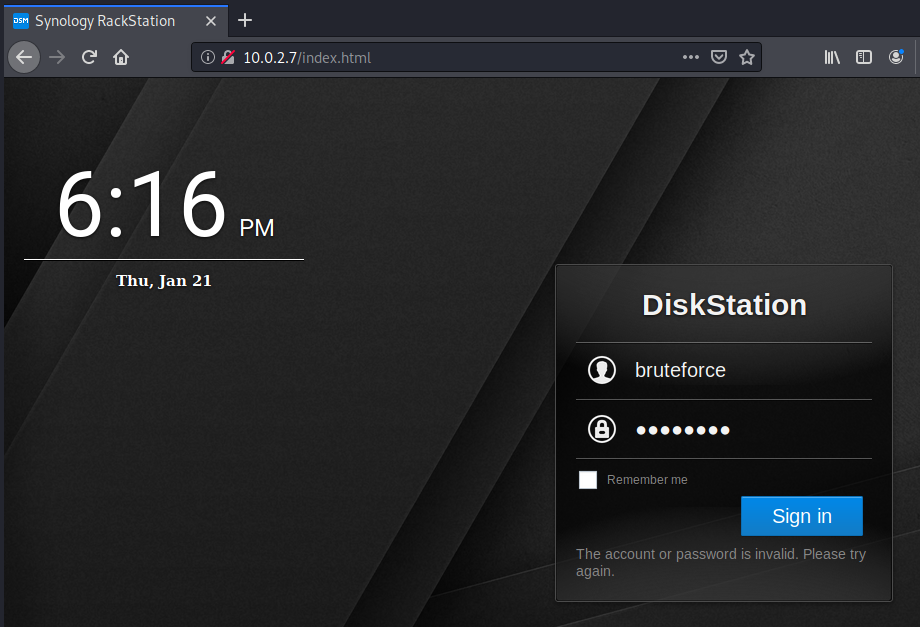 DSM Synology RackStation
10.0.2.7/index.html
6:16 PM
Thu, Jan 21
DiskStation
bruteforce
Remember me
Sign in
The account or password is invalid. Please try
again.